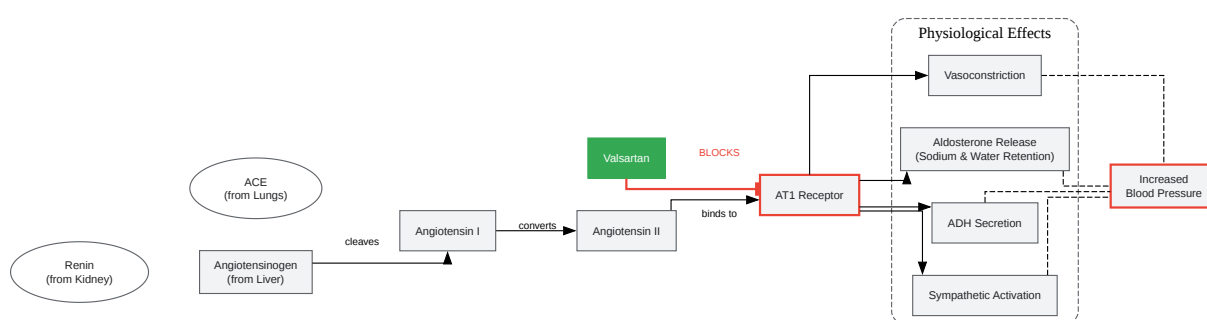 Physiological Effects
Vasoconstriction
Valsartan
BLOCKS
Aldosterone Release
(Sodium & Water Retention)
ACE
(from Lungs)
AT1 Receptor
Increased
Blood Pressure
Angiotensin I
converts
Angiotensin II
binds to
ADH Secretion
cleaves
Renin
(from Kidney)
Angiotensinogen
(from Liver)
Sympathetic Activation